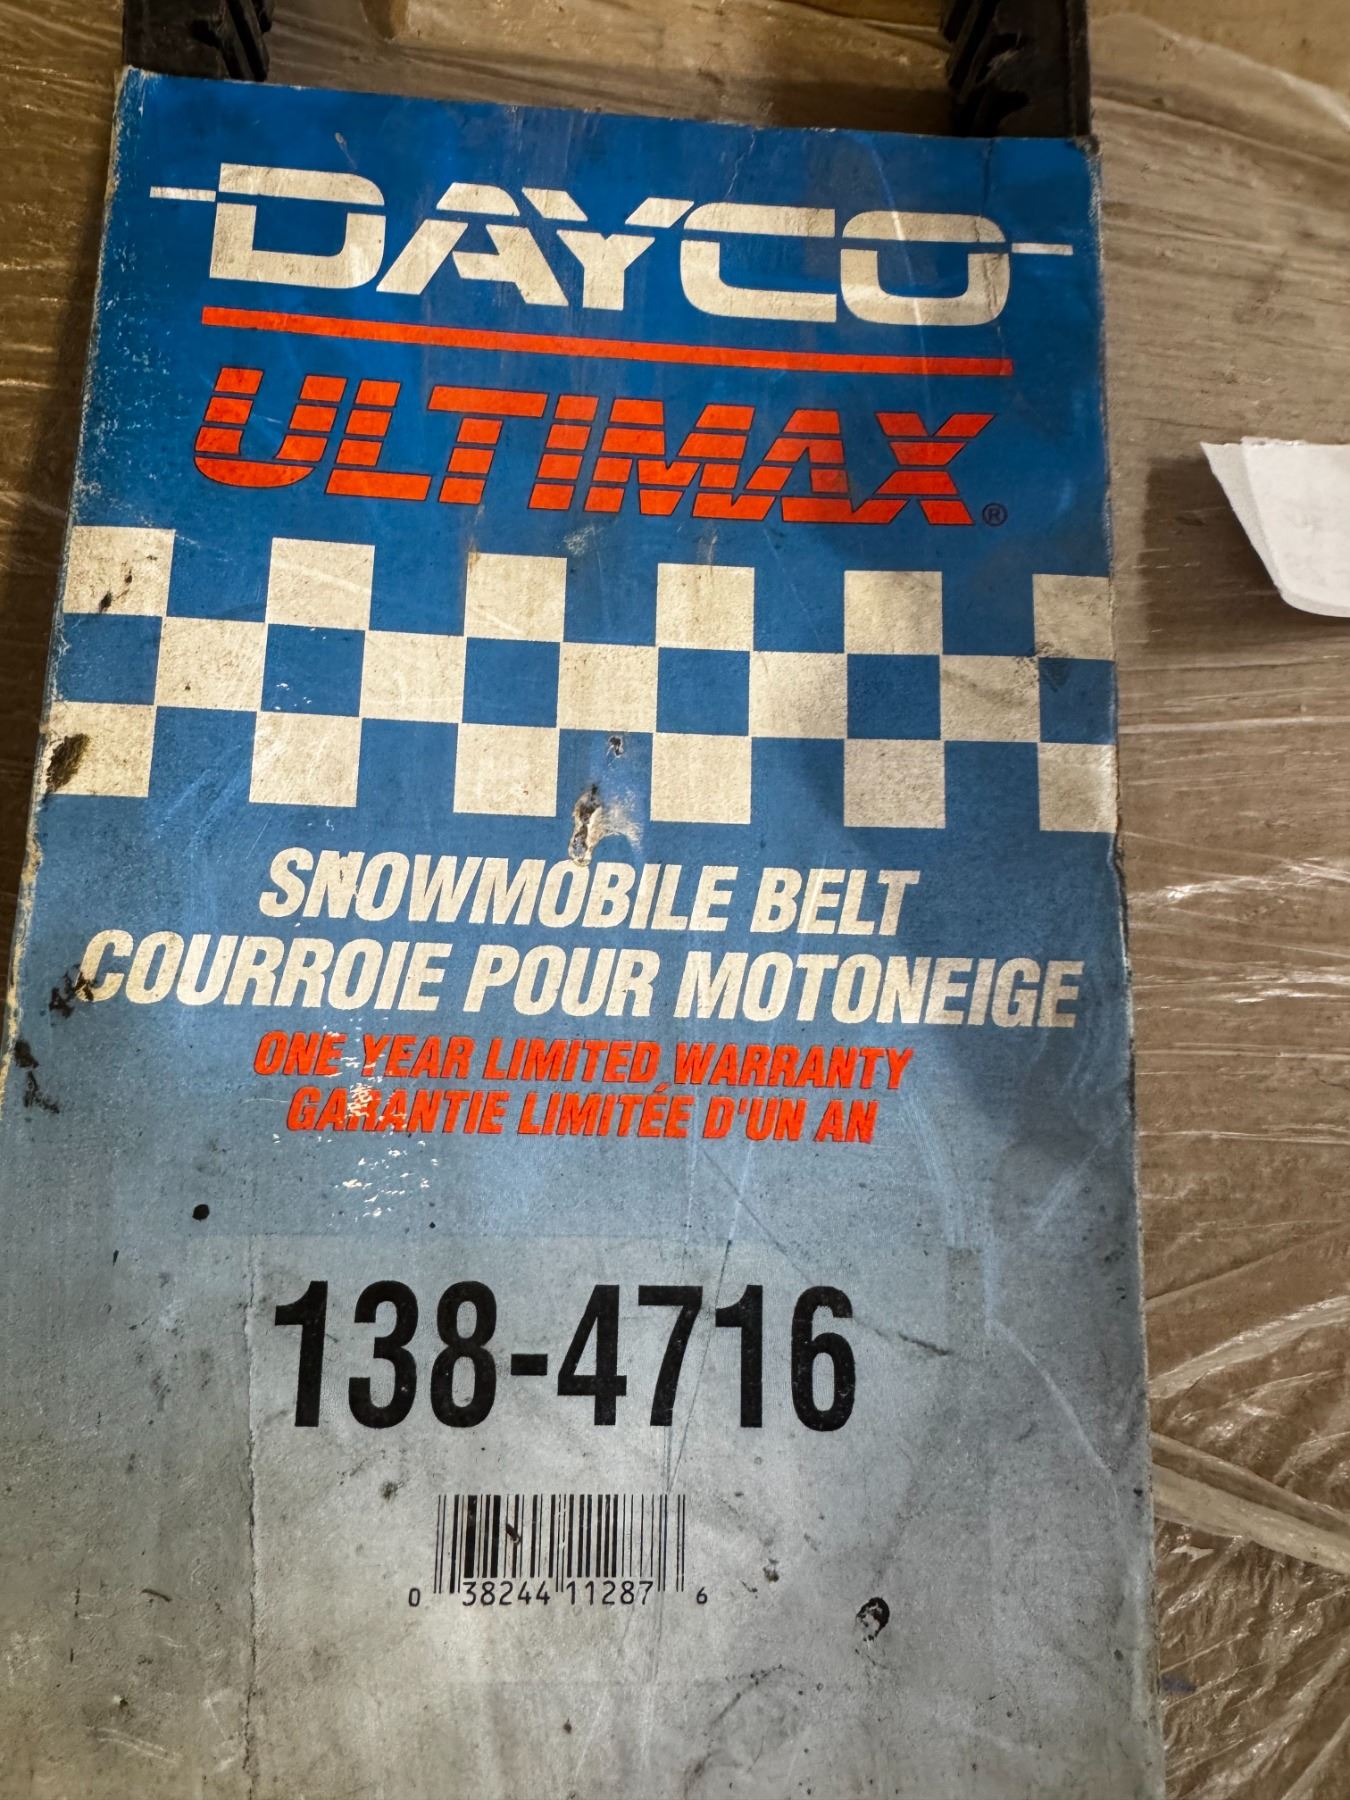 DAYCO
ULTIMAX®
SNOWMOBILE BELT
COURROIE POUR MOTONEIGE
ONE YEAR LIMITED WARRANTY
GARANTIE LIMITÉE D'UN AN
138-4716
0 38244 11287 6